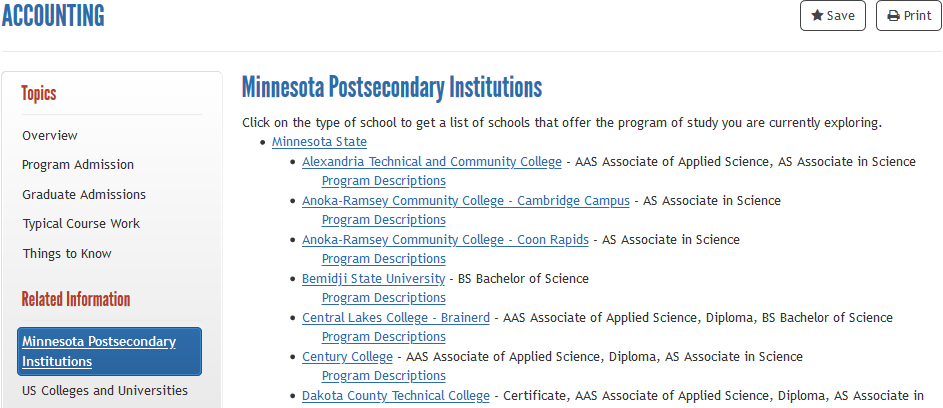 ACCOUNTING
Save
Print
Topics
Overview
Program Admission
Graduate Admissions
Typical Course Work
Things to Know
Related Information
Minnesota Postsecondary
Institutions
US Colleges and Universities
Minnesota Postsecondary Institutions
Click on the type of school to get a list of schools that offer the program of study you are currently exploring.
• Minnesota State
• Alexandria Technical and Community College - AAS Associate of Applied Science, AS Associate in Science
Program Descriptions
• Anoka-Ramsey Community College - Cambridge Campus - AS Associate in Science
Program Descriptions
• Anoka-Ramsey Community College - Coon Rapids - AS Associate in Science
Program Descriptions
• Bemidji State University - BS Bachelor of Science
Program Descriptions
• Central Lakes College - Brainerd - AAS Associate of Applied Science, Diploma, BS Bachelor of Science
Program Descriptions
• Century College - AAS Associate of Applied Science, Diploma, AS Associate in Science
Program Descriptions
• Dakota County Technical College - Certificate, AAS Associate of Applied Science, Diploma, AS Associate in